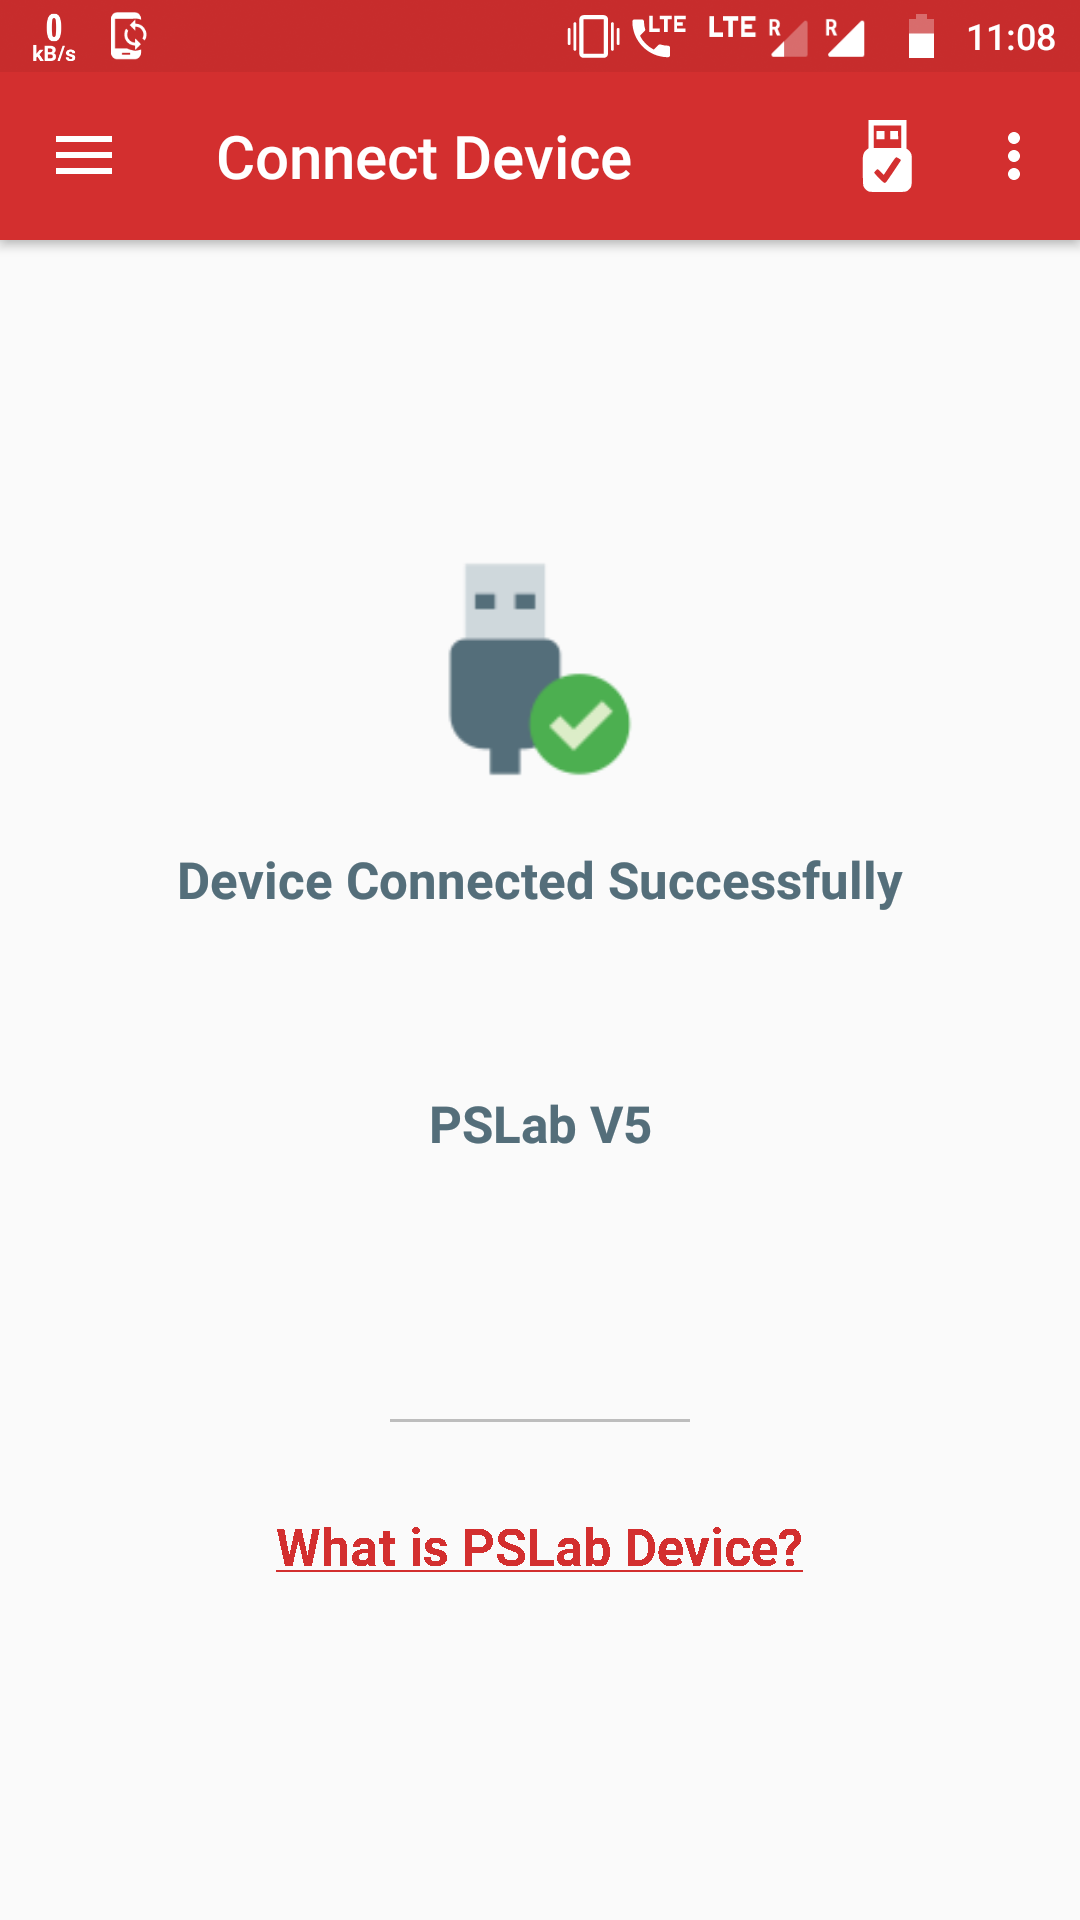 0
kB/s
LTE LTE R R 11:08
Connect Device
Device Connected Successfully
PSLab V5
What is PSLab Device?